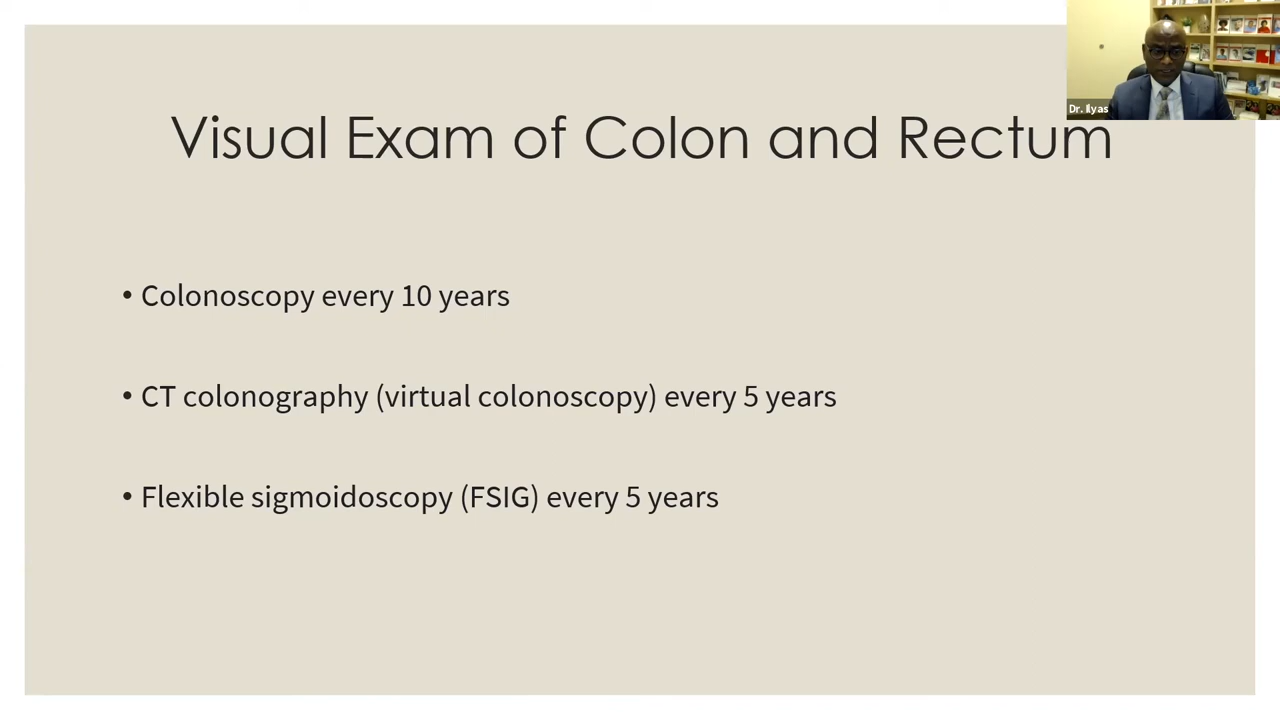 Visual Exam of Colon and Rectum
Dr. Ilyas
• Colonoscopy every 10 years
• CT colonography (virtual colonoscopy) every 5 years
• Flexible sigmoidoscopy (FSIG) every 5 years